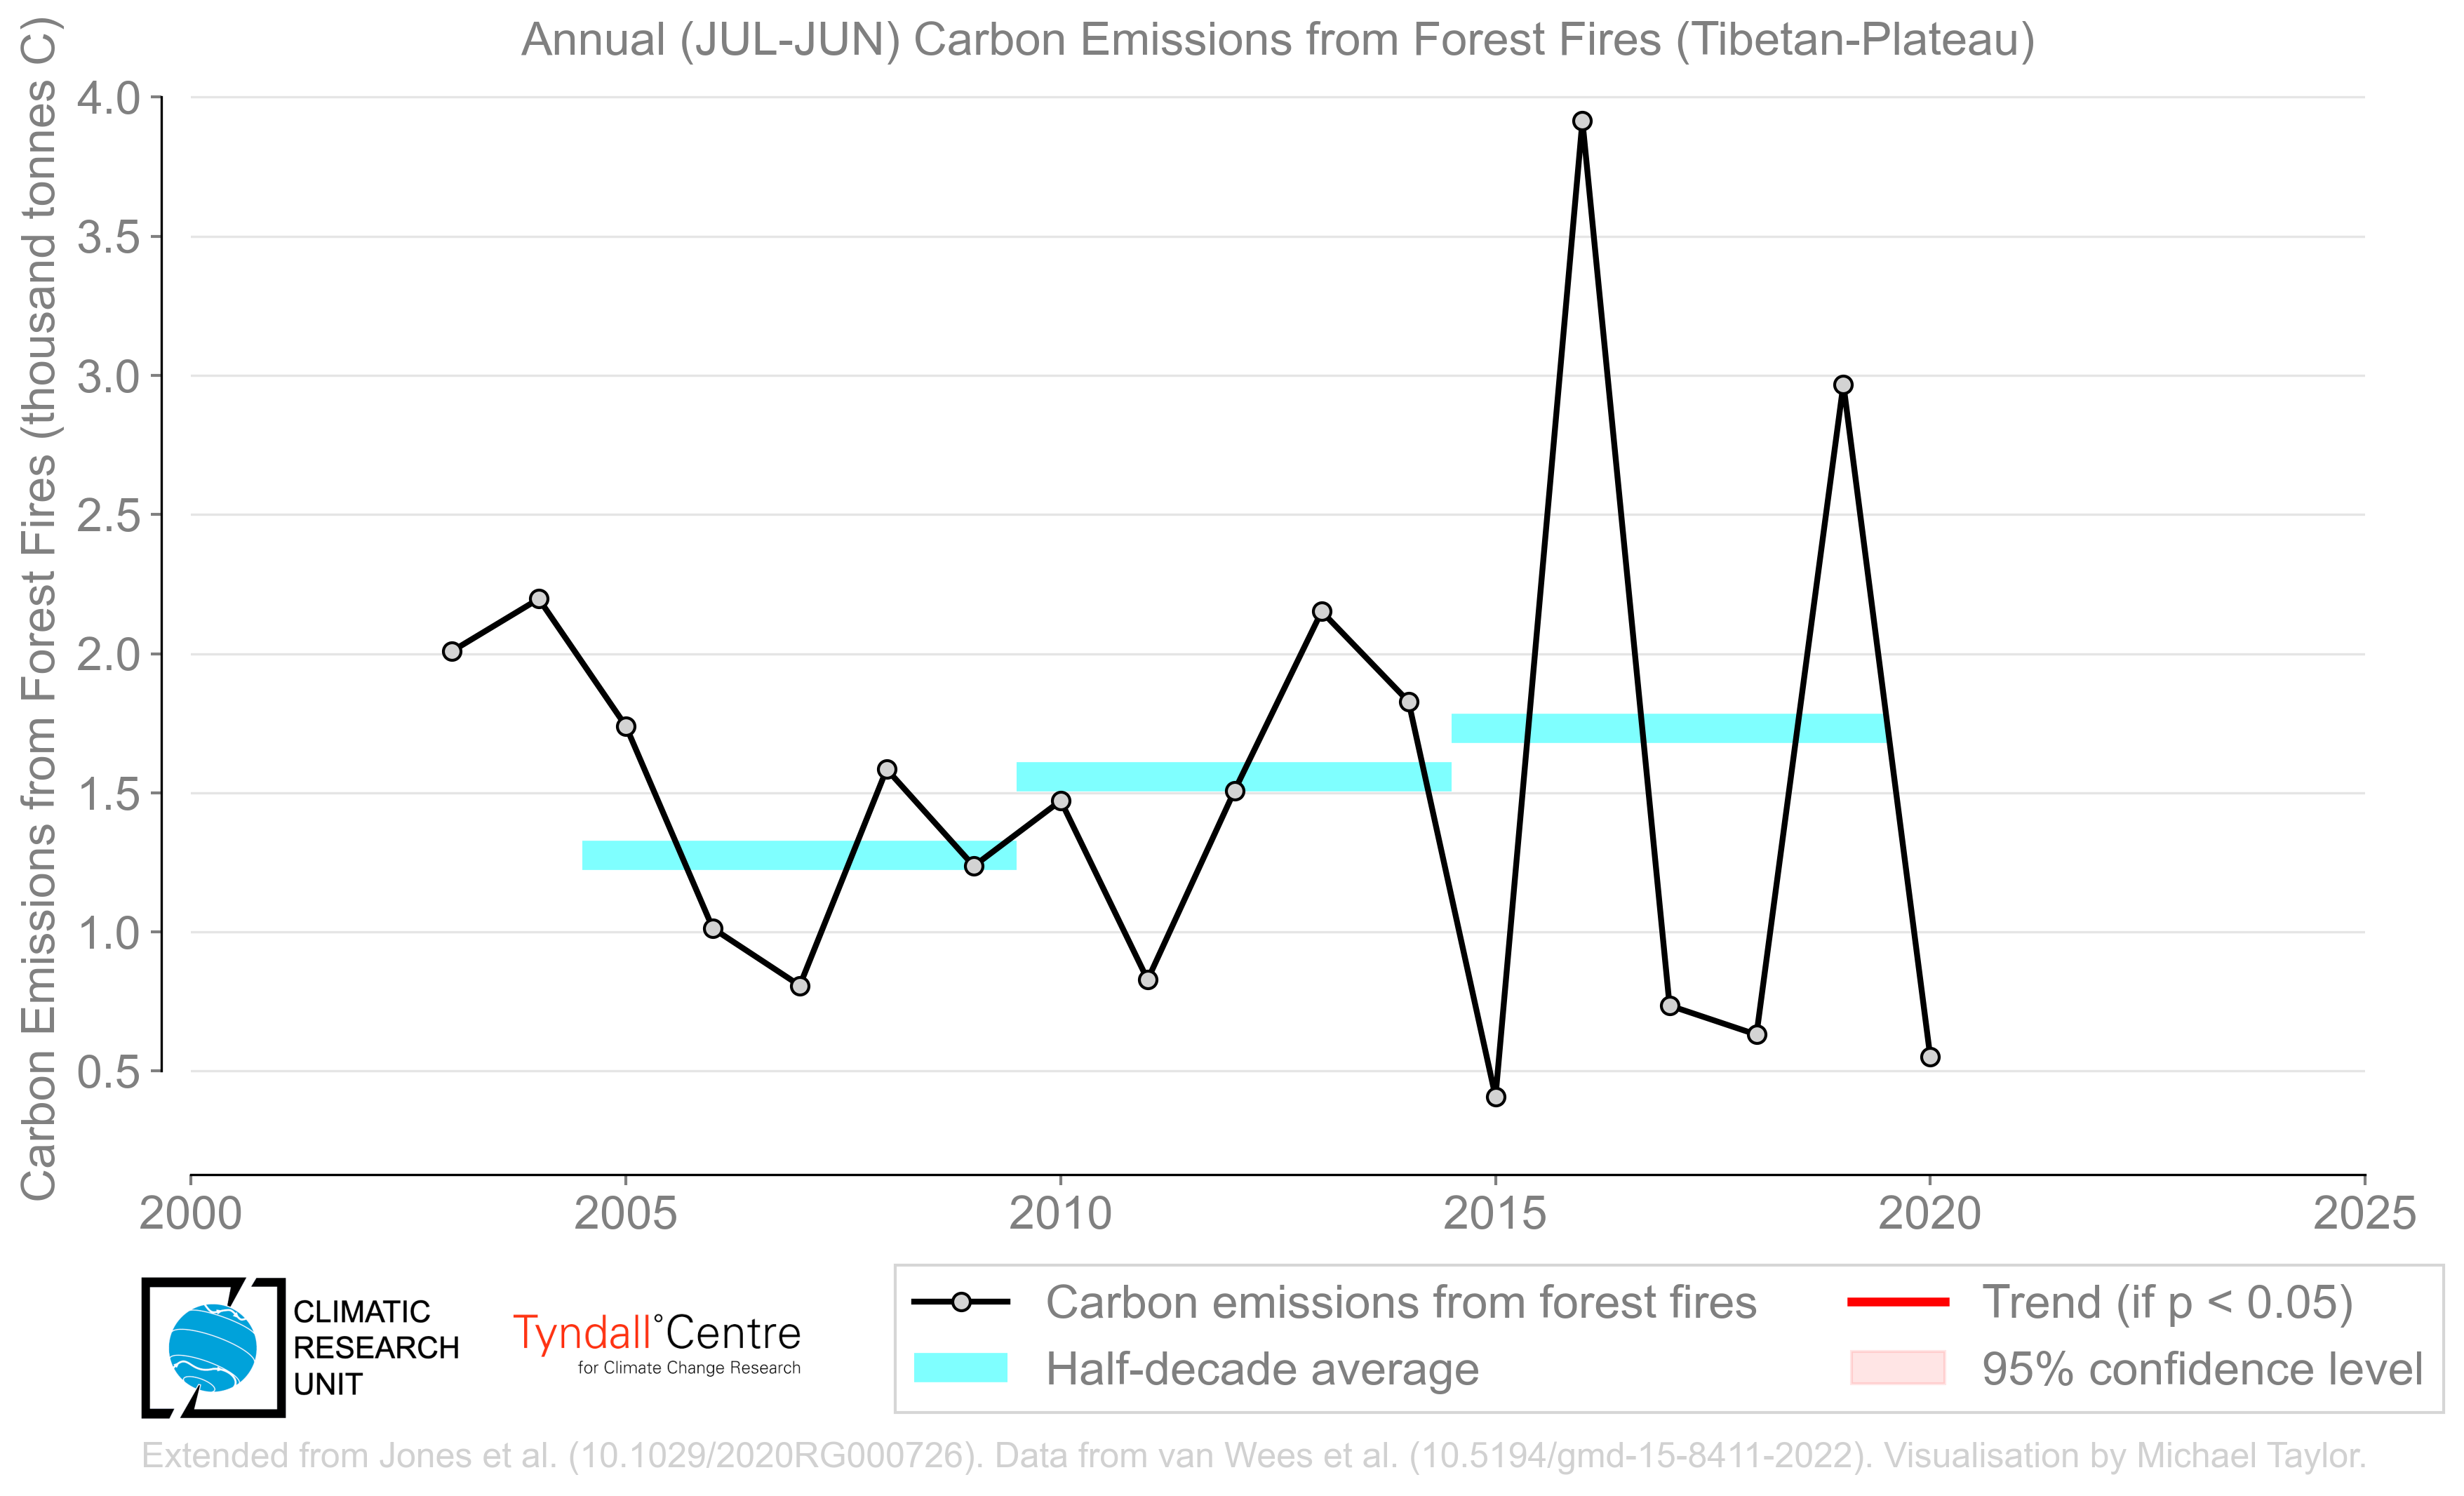 Annual (JUL-JUN) Carbon Emissions from Forest Fires (Tibetan-Plateau)
Carbon Emissions from Forest Fires (thousand tonnes C)
4.0
3.5
3.0
2.5
2.0
1.5
1.0
0.5
2000 2005 2010 2015 2020 2025
CLIMATIC
RESEARCH
UNIT
Tyndall°Centre
for Climate Change Research
Carbon emissions from forest fires
Half-decade average
Trend (if p < 0.05)
95% confidence level
Extended from Jones et al. (10.1029/2020RG000726). Data from van Wees et al. (10.5194/gmd-15-8411-2022). Visualisation by Michael Taylor.